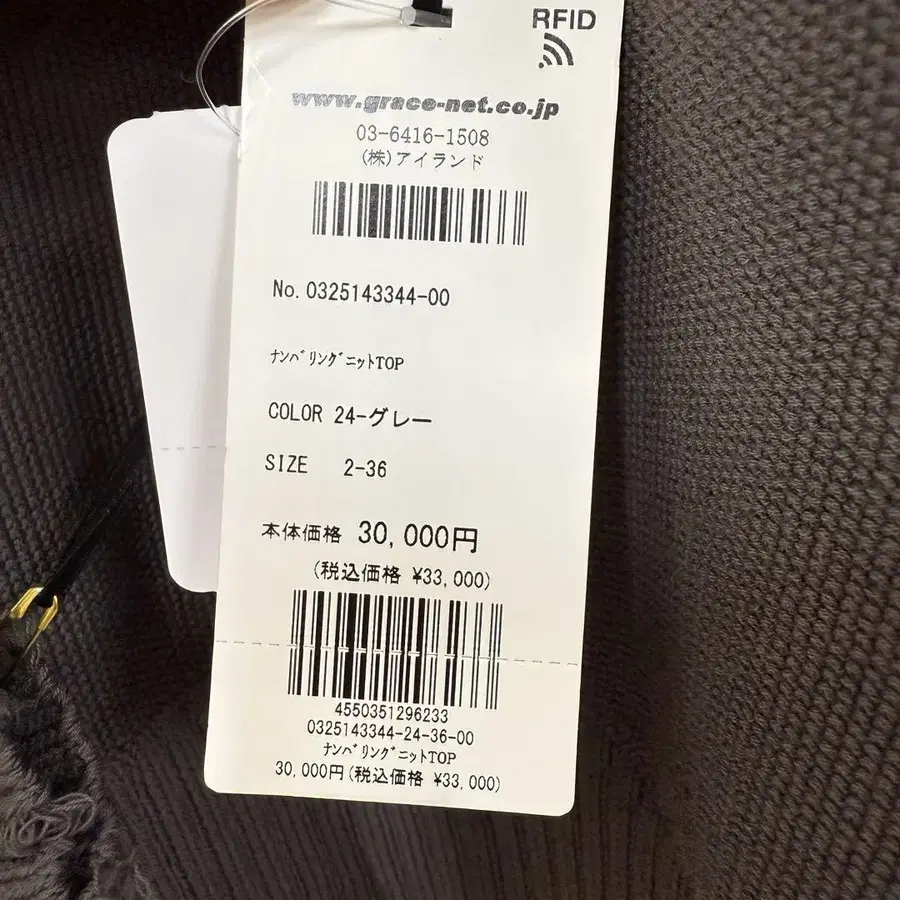 RFID
www.grace-net.co.jp
03-6416-1508
(株)アイランド
No. 0325143344-00
ﾅﾝﾊﾞﾘﾝｸﾞﾆｯﾄTOP
COLOR 24-グレー
SIZE 2-36
本体価格 30,000円
(税込価格 ¥33,000)
4550351296233
0325143344-24-36-00
ﾅﾝﾊﾞﾘﾝｸﾞﾆｯﾄTOP
30,000円(税込価格 ¥33,000)